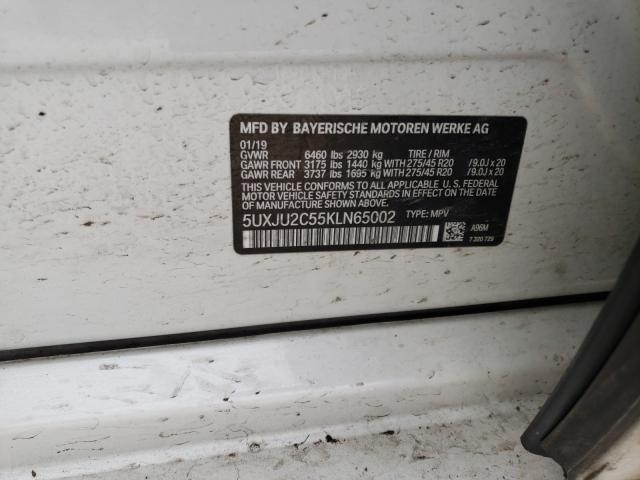 MFD BY BAYERISCHE MOTOREN WERKE AG
01/19
GVWR 6460 lbs 2930 kg TIRE / RIM
GAWR FRONT 3175 lbs 1440 kg WITH 275/45 R20 /9.0J x 20
GAWR REAR 3737 lbs 1695 kg WITH 275/45 R20 /9.0J x 20
THIS VEHICLE CONFORMS TO ALL APPLICABLE U. S. FEDERAL
MOTOR VEHICLE SAFETY STANDARDS IN EFFECT ON THE DATE
OF MANUFACTURE SHOWN ABOVE.
5UXJU2C55KLN65002 TYPE: MPV
A96M
7 320 729